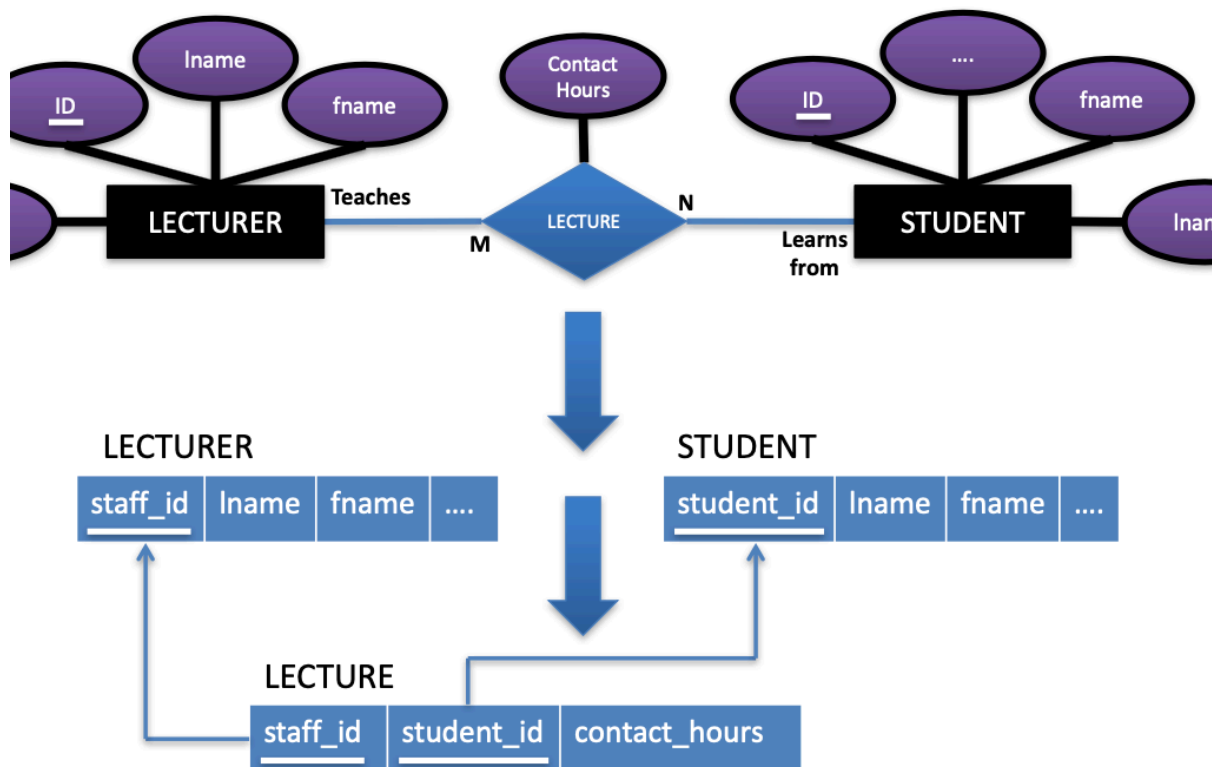 lname
Contact
Hours
....
ID
fname
ID
fname
LECTURER
Teaches
M
LECTURE
N
Learns
from
STUDENT
LECTURER
STUDENT
staff_id lname fname ....
student_id lname fname ....
LECTURE
staff_id student_id contact_hours